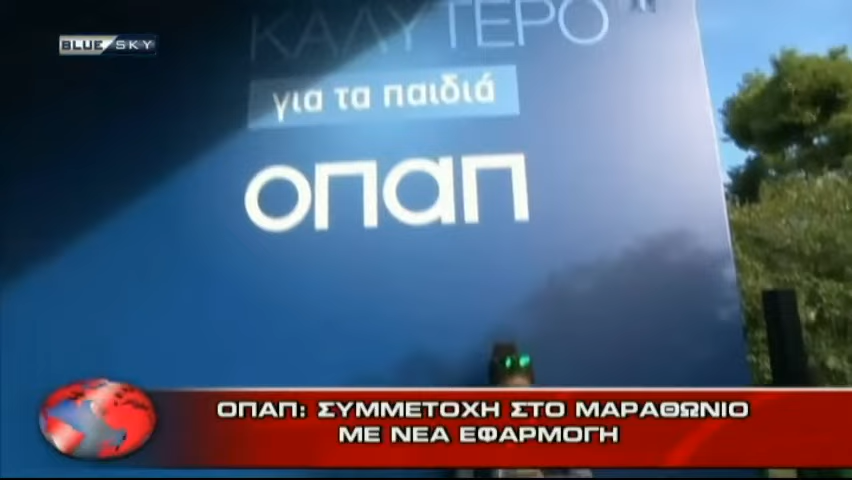 BLUE SKY
ΚΑΛΥΤΕΡΟ
για τα παιδιά
οπαπ
ΟΠΑΠ: ΣΥΜΜΕΤΟΧΗ ΣΤΟ ΜΑΡΑΘΩΝΙΟ
ΜΕ ΝΕΑ ΕΦΑΡΜΟΓΗ